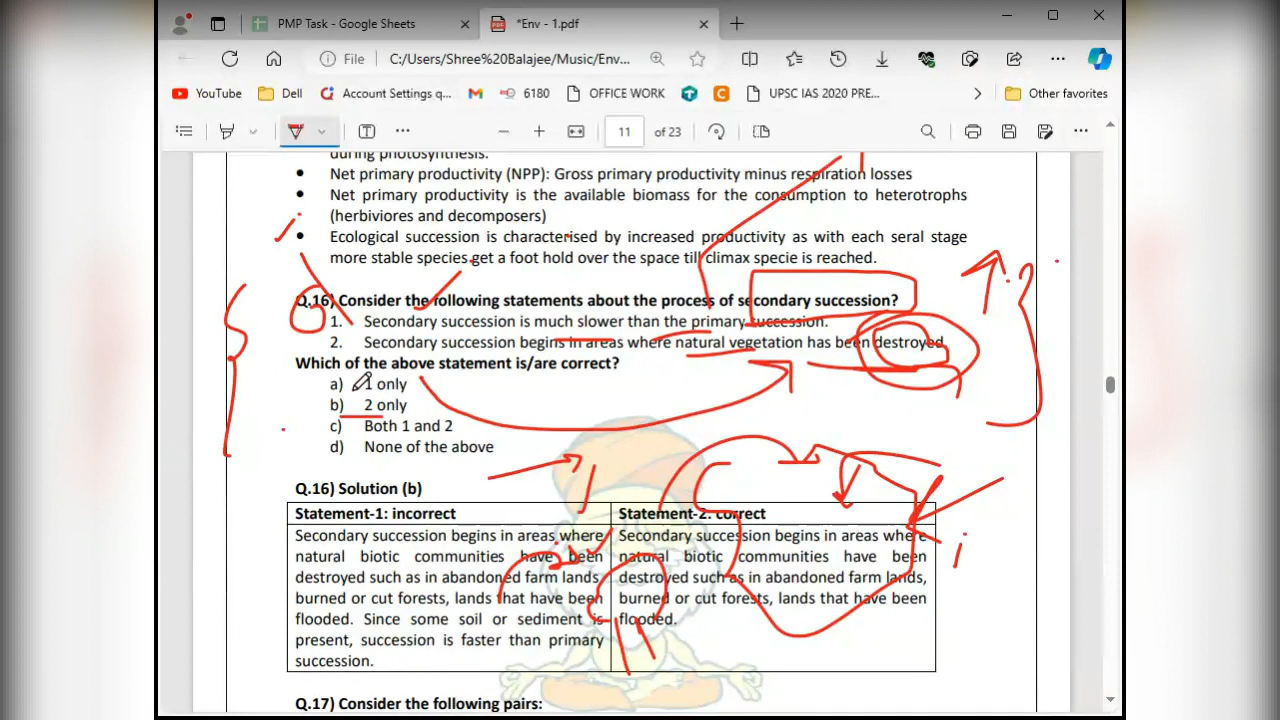 PMP Task - Google Sheets
*Env - 1.pdf
File
C:/Users/Shree%20Balajee/Music/Env...
YouTube
Dell
Account Settings q...
6180
OFFICE WORK
UPSC IAS 2020 PRE...
Other favorites
11 of 23
during photosynthesis.
• Net primary productivity (NPP): Gross primary productivity minus respiration losses
• Net primary productivity is the available biomass for the consumption to heterotrophs
(herbiviores and decomposers)
• Ecological succession is characterised by increased productivity as with each seral stage
more stable species get a foot hold over the space till climax specie is reached.
Q.16) Consider the following statements about the process of secondary succession?
1. Secondary succession is much slower than the primary succession.
2. Secondary succession begins in areas where natural vegetation has been destroyed.
Which of the above statement is/are correct?
a) 1 only
b) 2 only
c) Both 1 and 2
d) None of the above
Q.16) Solution (b)
Statement-1: incorrect
Secondary succession begins in areas where
natural biotic communities have been
destroyed such as in abandoned farm lands,
burned or cut forests, lands that have been
flooded. Since some soil or sediment is
present, succession is faster than primary
succession.
Statement-2: correct
Secondary succession begins in areas where
natural biotic communities have been
destroyed such as in abandoned farm lands,
burned or cut forests, lands that have been
flooded.
Q.17) Consider the following pairs: